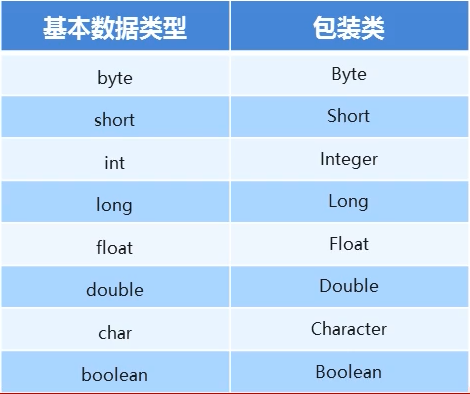 基本数据类型 包装类
byte Byte
short Short
int Integer
long Long
float Float
double Double
char Character
boolean Boolean